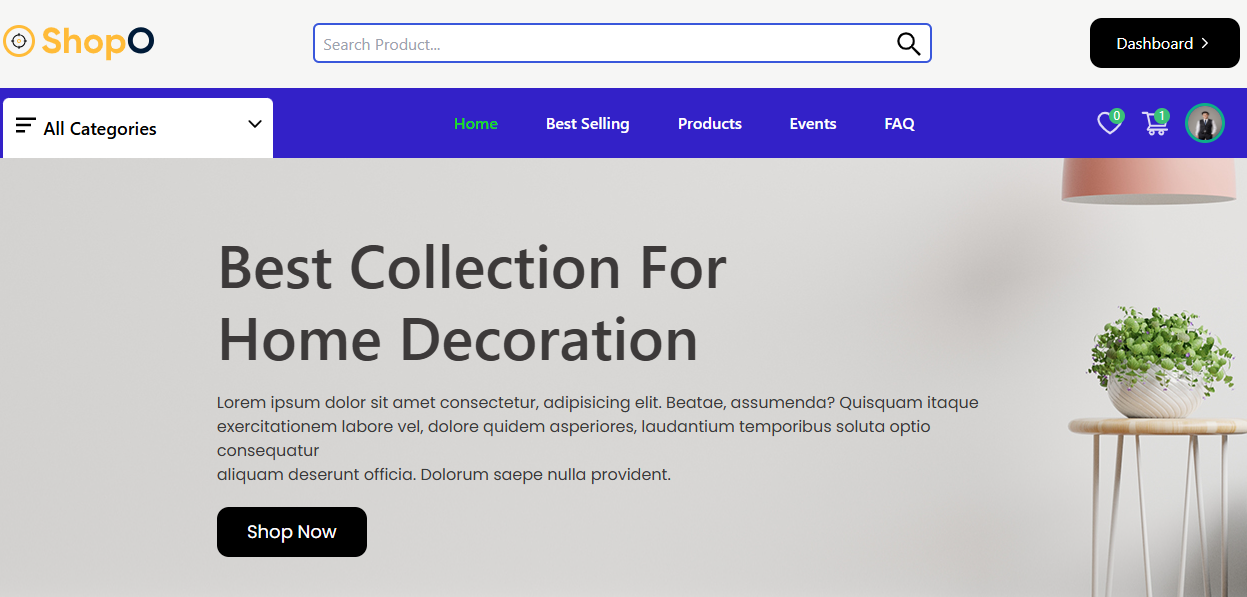 ShopO
Search Product...
Dashboard
All Categories
Home
Best Selling
Products
Events
FAQ
0
1
Best Collection For
Home Decoration
Lorem ipsum dolor sit amet consectetur, adipisicing elit. Beatae, assumenda? Quisquam itaque
exercitationem labore vel, dolore quidem asperiores, laudantium temporibus soluta optio
consequatur
aliquam deserunt officia. Dolorum saepe nulla provident.
Shop Now